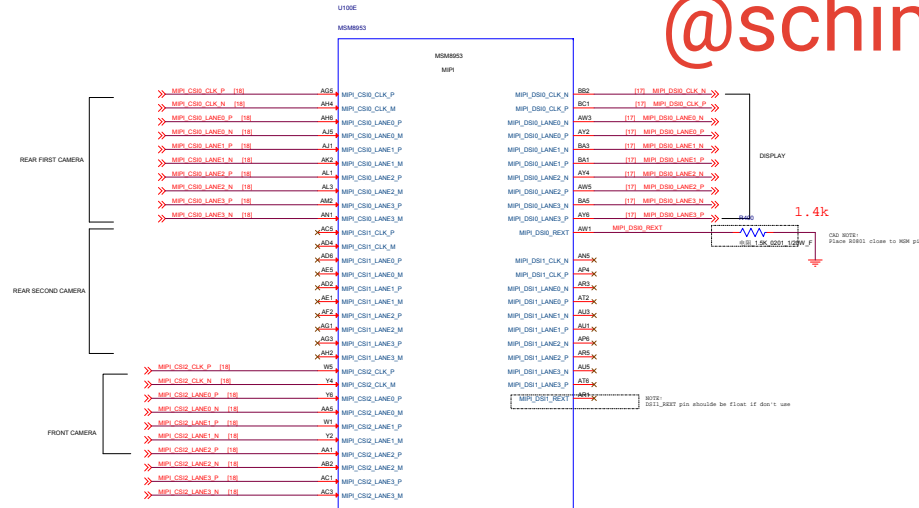 U100E
MSM8953
@schin
MSM8953
MIPI
REAR FIRST CAMERA
MIPI_CSI0_CLK_P [18] AG5 MIPI_CSI0_CLK_P
MIPI_CSI0_CLK_N [18] AH4 MIPI_CSI0_CLK_M
MIPI_CSI0_LANE0_P [18] AH6 MIPI_CSI0_LANE0_P
MIPI_CSI0_LANE0_N [18] AJ5 MIPI_CSI0_LANE0_M
MIPI_CSI0_LANE1_P [18] AJ1 MIPI_CSI0_LANE1_P
MIPI_CSI0_LANE1_N [18] AK2 MIPI_CSI0_LANE1_M
MIPI_CSI0_LANE2_P [18] AL1 MIPI_CSI0_LANE2_P
MIPI_CSI0_LANE2_N [18] AL3 MIPI_CSI0_LANE2_M
MIPI_CSI0_LANE3_P [18] AM2 MIPI_CSI0_LANE3_P
MIPI_CSI0_LANE3_N [18] AN1 MIPI_CSI0_LANE3_M
REAR SECOND CAMERA
AC5 MIPI_CSI1_CLK_P
AD4 MIPI_CSI1_CLK_M
AD6 MIPI_CSI1_LANE0_P
AE5 MIPI_CSI1_LANE0_M
AD2 MIPI_CSI1_LANE1_P
AE1 MIPI_CSI1_LANE1_M
AF2 MIPI_CSI1_LANE2_P
AG1 MIPI_CSI1_LANE2_M
AG3 MIPI_CSI1_LANE3_P
AH2 MIPI_CSI1_LANE3_M
FRONT CAMERA
MIPI_CSI2_CLK_P [18] W5 MIPI_CSI2_CLK_P
MIPI_CSI2_CLK_N [18] Y4 MIPI_CSI2_CLK_M
MIPI_CSI2_LANE0_P [18] Y6 MIPI_CSI2_LANE0_P
MIPI_CSI2_LANE0_N [18] AA5 MIPI_CSI2_LANE0_M
MIPI_CSI2_LANE1_P [18] W1 MIPI_CSI2_LANE1_P
MIPI_CSI2_LANE1_N [18] Y2 MIPI_CSI2_LANE1_M
MIPI_CSI2_LANE2_P [18] AA1 MIPI_CSI2_LANE2_P
MIPI_CSI2_LANE2_N [18] AB2 MIPI_CSI2_LANE2_M
MIPI_CSI2_LANE3_P [18] AC1 MIPI_CSI2_LANE3_P
MIPI_CSI2_LANE3_N [18] AC3 MIPI_CSI2_LANE3_M
MIPI_DSI0_CLK_N BB2 [17] MIPI_DSI0_CLK_N
MIPI_DSI0_CLK_P BC1 [17] MIPI_DSI0_CLK_P
MIPI_DSI0_LANE0_N AW3 [17] MIPI_DSI0_LANE0_N
MIPI_DSI0_LANE0_P AY2 [17] MIPI_DSI0_LANE0_P
MIPI_DSI0_LANE1_N BA3 [17] MIPI_DSI0_LANE1_N
MIPI_DSI0_LANE1_P BA1 [17] MIPI_DSI0_LANE1_P
MIPI_DSI0_LANE2_N AY4 [17] MIPI_DSI0_LANE2_N
MIPI_DSI0_LANE2_P AW5 [17] MIPI_DSI0_LANE2_P
MIPI_DSI0_LANE3_N BA5 [17] MIPI_DSI0_LANE3_N
MIPI_DSI0_LANE3_P AY6 [17] MIPI_DSI0_LANE3_P
DISPLAY
MIPI_DSI0_REXT AW1 MIPI_DSI0_REXT
1.4k
1.5K_0201_1/20W_F
CAD NOTE:
Place R0801 close to MSM pi
MIPI_DSI1_CLK_N AN5
MIPI_DSI1_CLK_P AP4
MIPI_DSI1_LANE0_N AR3
MIPI_DSI1_LANE0_P AT2
MIPI_DSI1_LANE1_N AU3
MIPI_DSI1_LANE1_P AU1
MIPI_DSI1_LANE2_N AP6
MIPI_DSI1_LANE2_P AR5
MIPI_DSI1_LANE3_N AU5
MIPI_DSI1_LANE3_P AT6
MIPI_DSI1_REXT AR1
NOTE:
DSI1_REXT pin shoulde be float if don't use